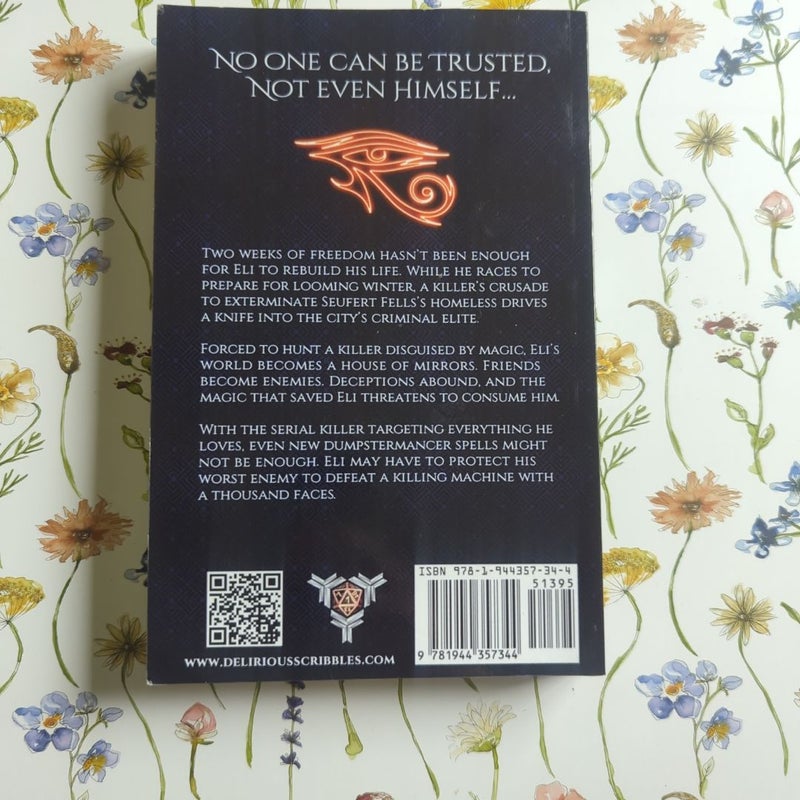 No one can be trusted,
Not even himself...
Two weeks of freedom hasn't been enough
for Eli to rebuild his life. While he races to
prepare for looming winter, a killer's crusade
to exterminate Seufert Fells's homeless drives
a knife into the city's criminal elite.
Forced to hunt a killer disguised by magic, Eli's
world becomes a house of mirrors. Friends
become enemies. Deceptions abound, and the
magic that saved Eli threatens to consume him.
With the serial killer targeting everything he
loves, even new dumpstermancer spells might
not be enough. Eli may have to protect his
worst enemy to defeat a killing machine with
a thousand faces.
ISBN 978-1-944357-34-4
51395
9 781944 357344
www.deliriousscribbles.com